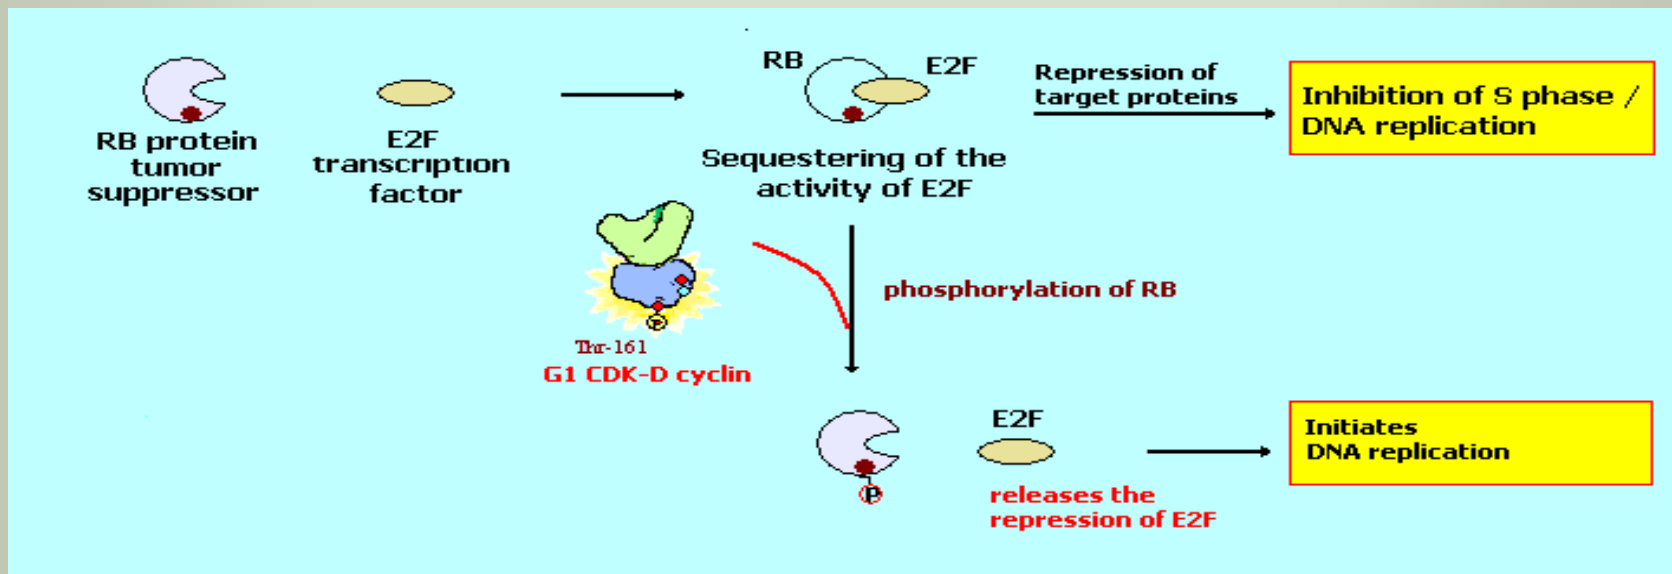 RB protein
tumor
suppressor
E2F
transcription
factor
RB
E2F
Sequestering of the
activity of E2F
Repression of
target proteins
Inhibition of S phase /
DNA replication
P
Thr-161
G1 CDK-D cyclin
phosphorylation of RB
P
E2F
releases the
repression of E2F
Initiates
DNA replication